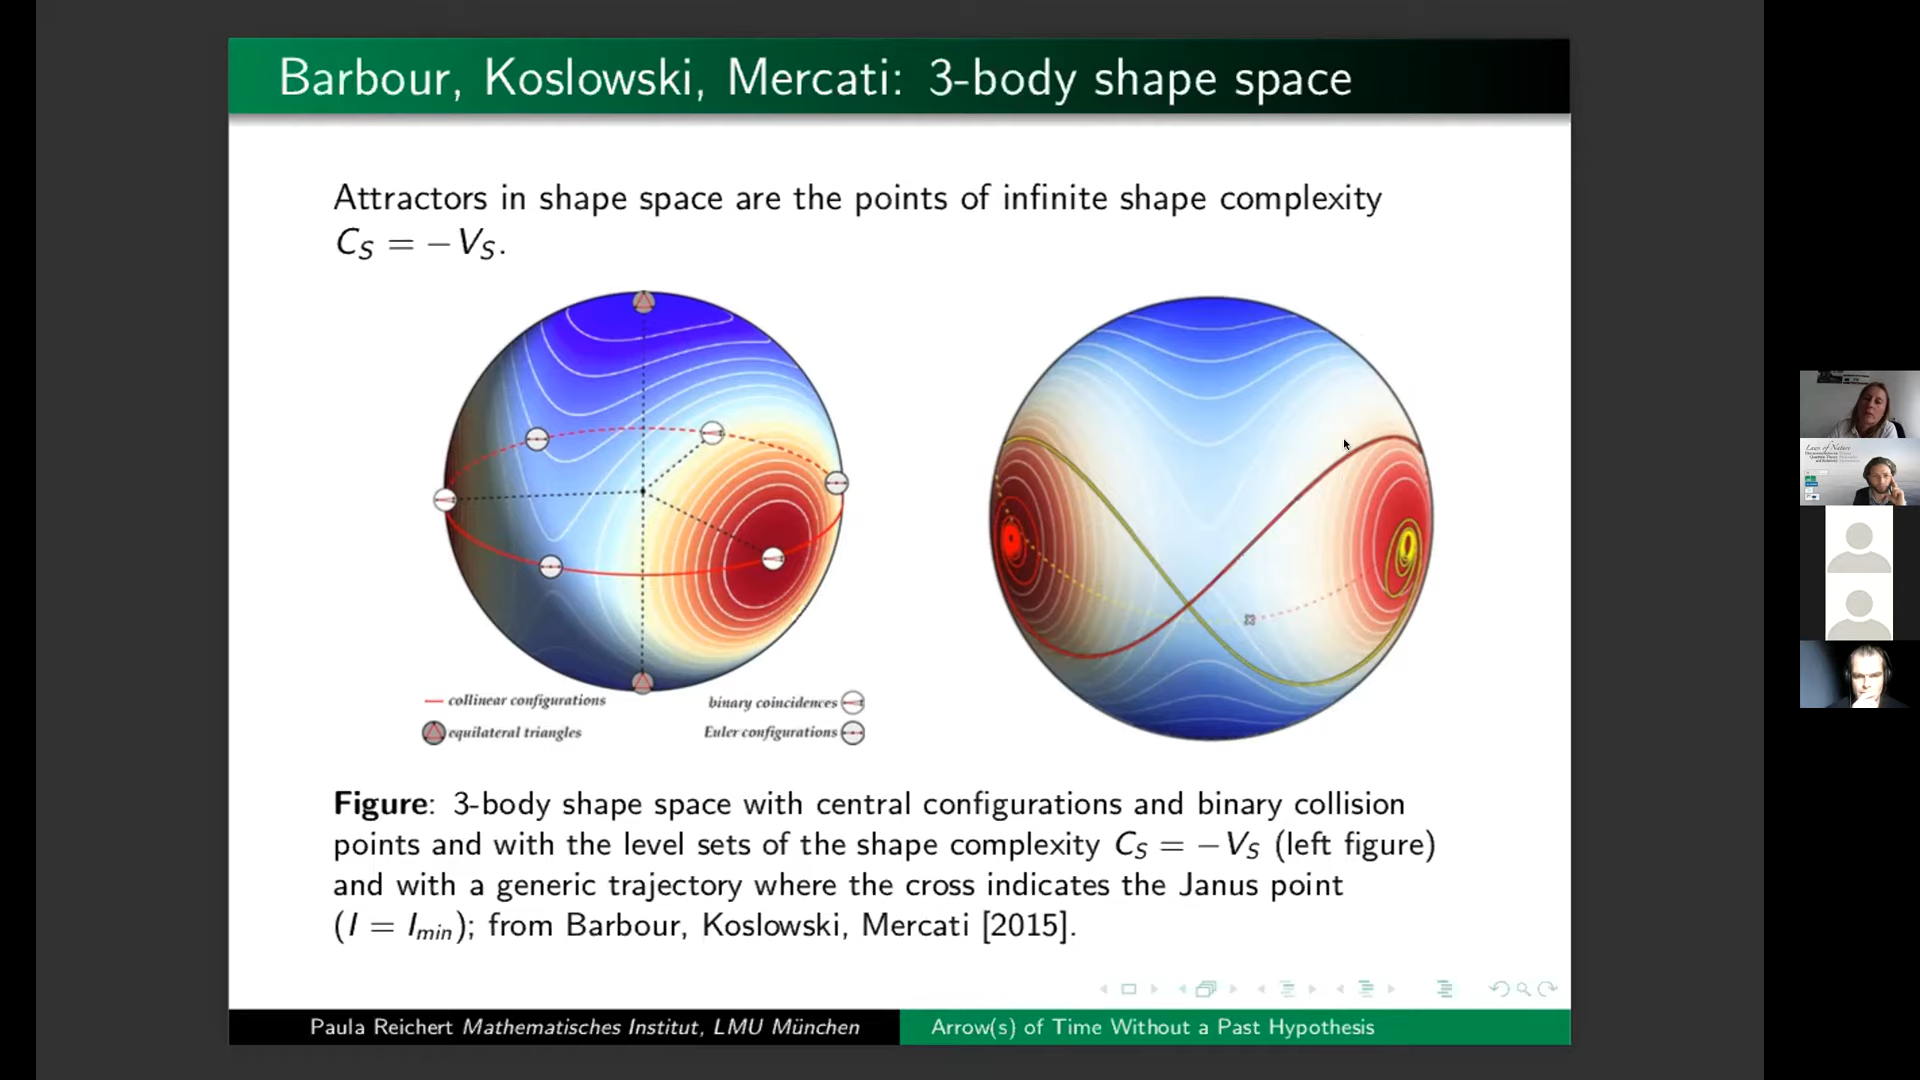 Barbour, Koslowski, Mercati: 3-body shape space
Attractors in shape space are the points of infinite shape complexity
C_S = −V_S.
collinear configurations
binary coincidences
equilateral triangles
Euler configurations
Figure: 3-body shape space with central configurations and binary collision
points and with the level sets of the shape complexity C_S = −V_S (left figure)
and with a generic trajectory where the cross indicates the Janus point
(I = I_min); from Barbour, Koslowski, Mercati [2015].
Paula Reichert Mathematisches Institut, LMU München
Arrow(s) of Time Without a Past Hypothesis
Laws of Nature